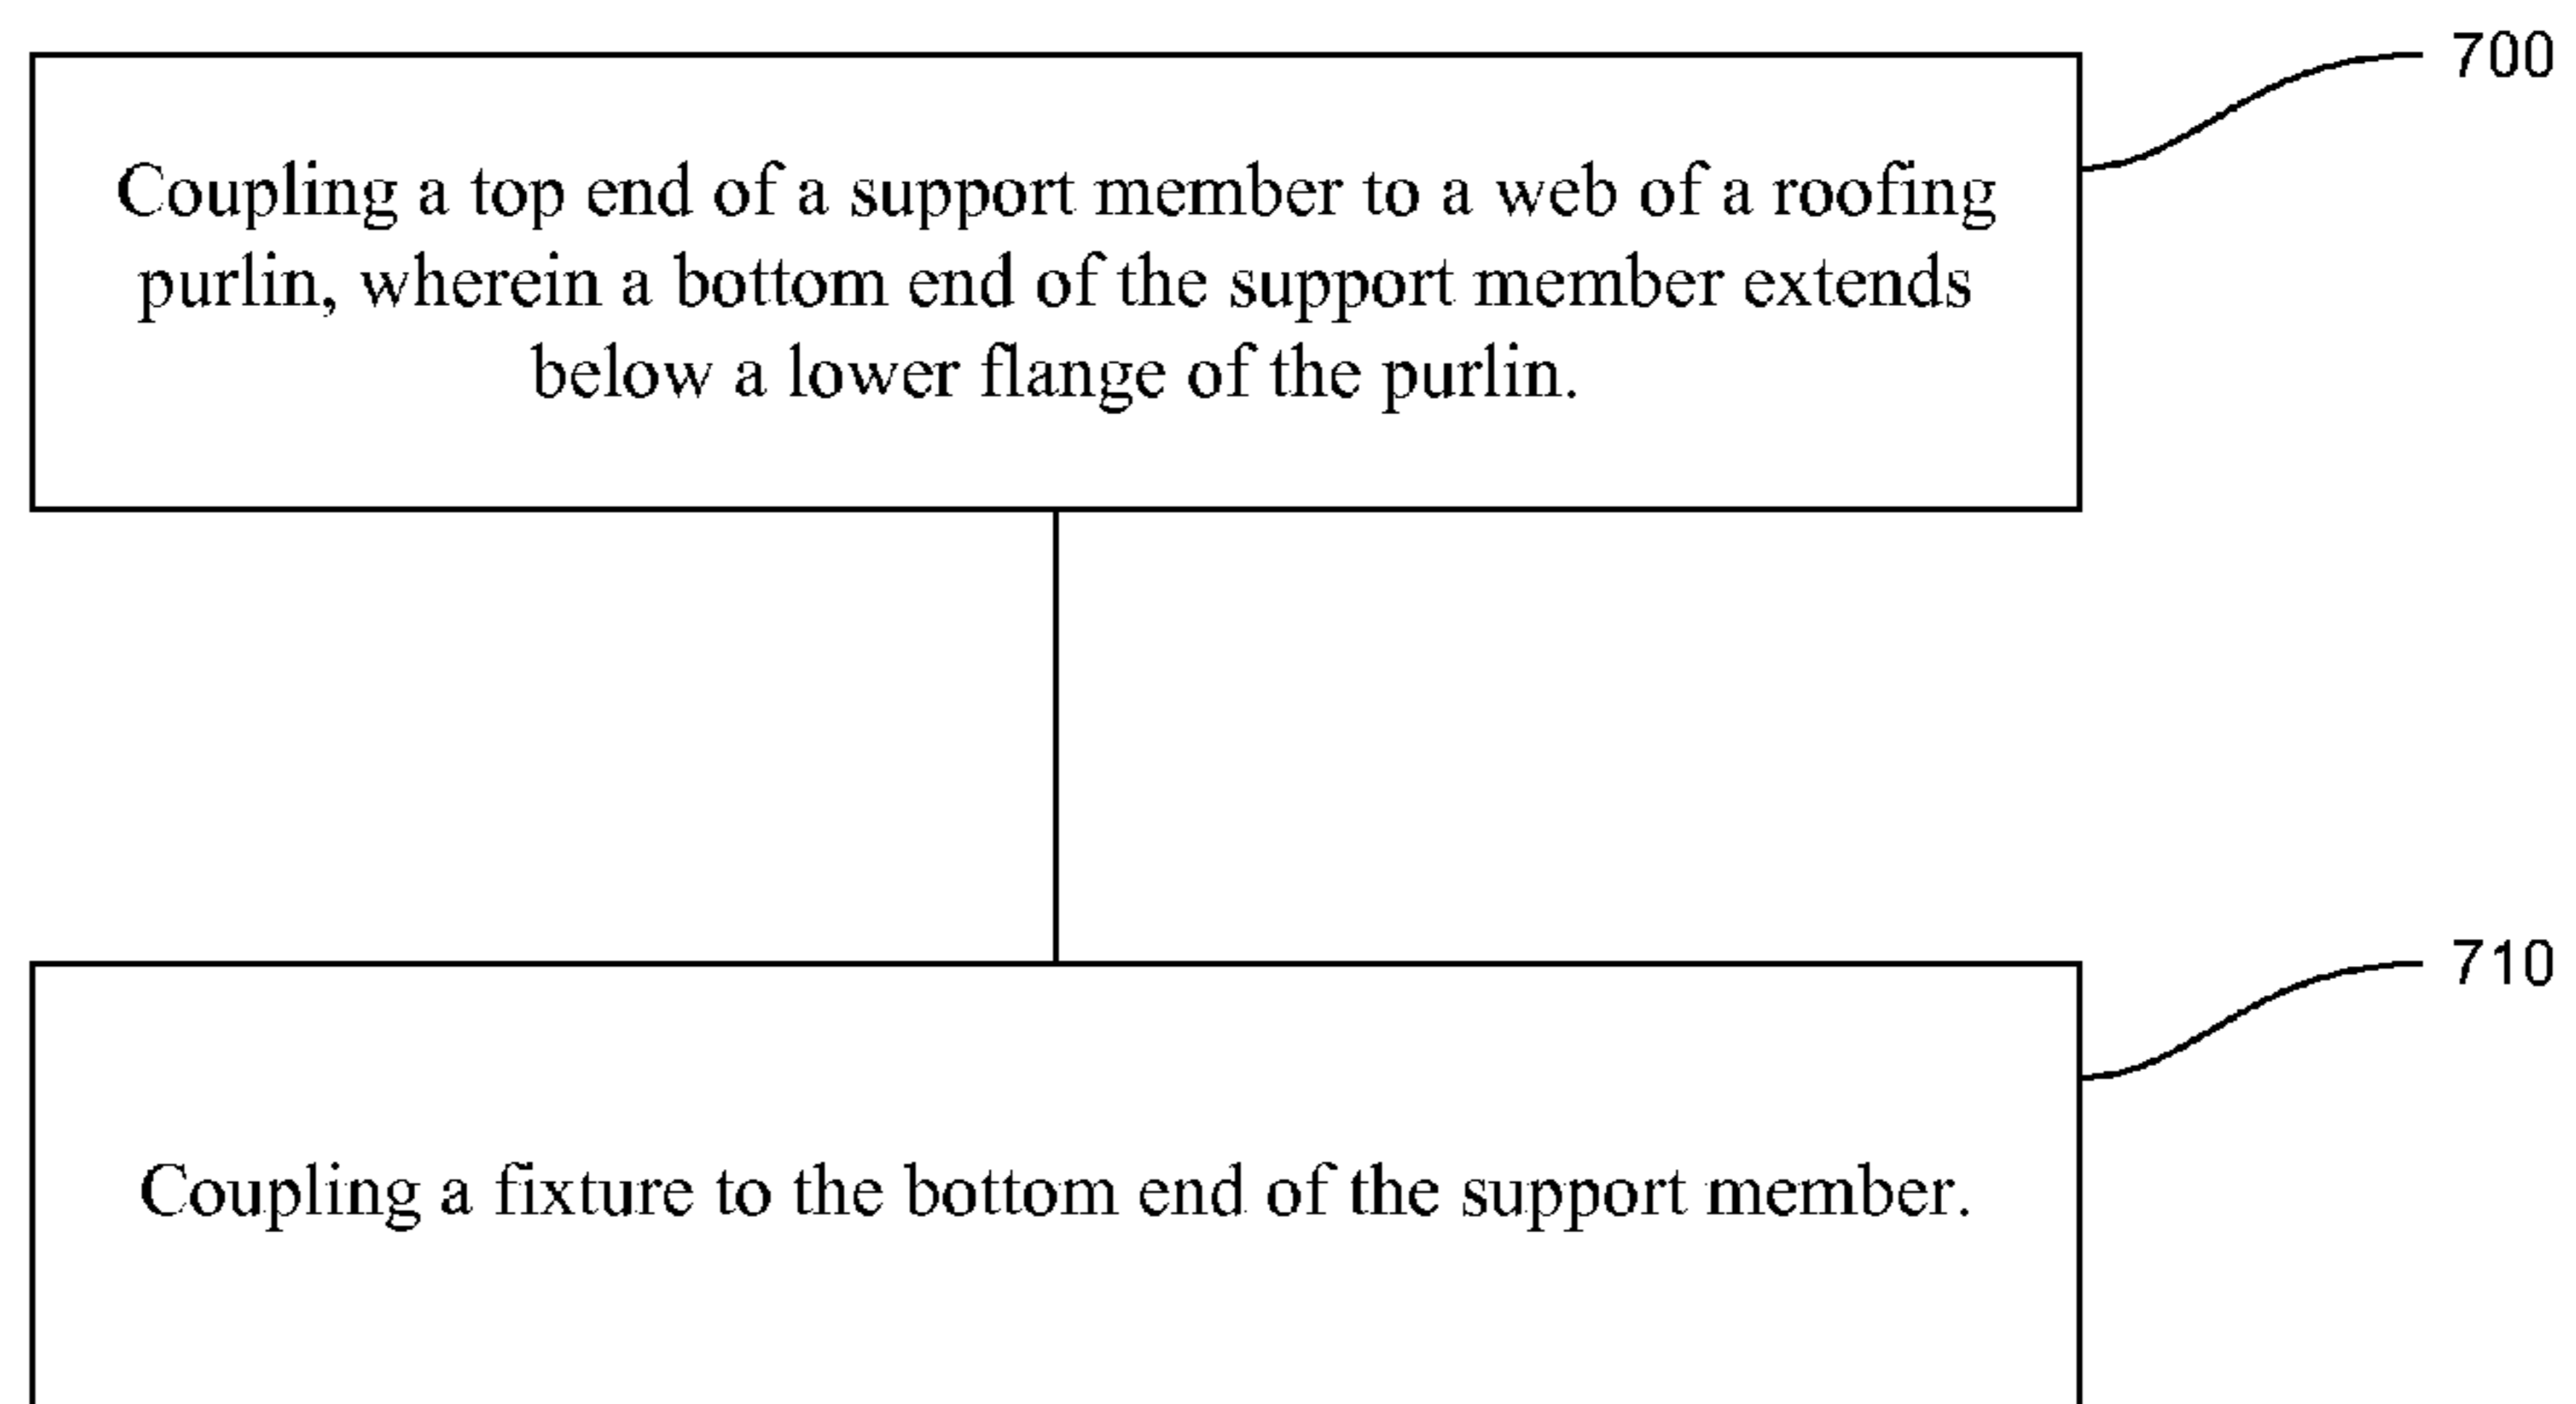 700
Coupling a top end of a support member to a web of a roofing
purlin, wherein a bottom end of the support member extends
below a lower flange of the purlin.
710
Coupling a fixture to the bottom end of the support member.